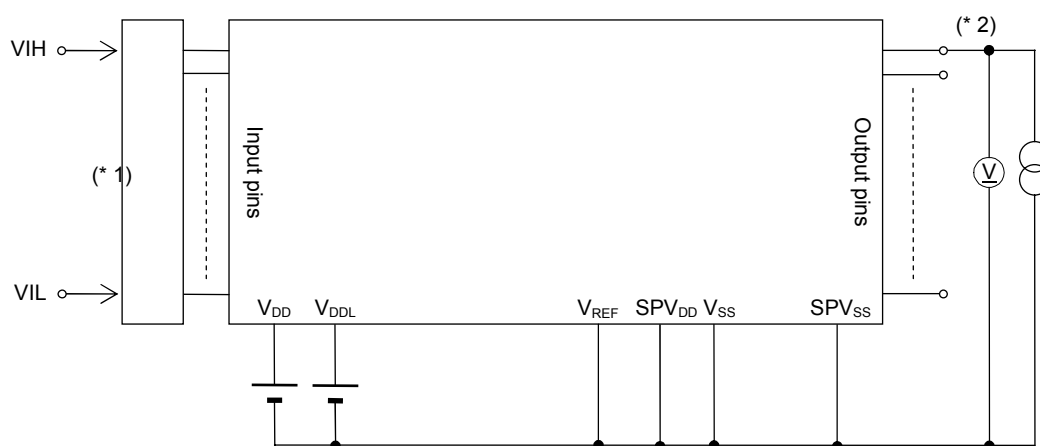 (* 2)
VIH
Input pins
Output pins
(* 1)
V
VIL
VDD VDDL VREF SPVDD VSS SPVSS